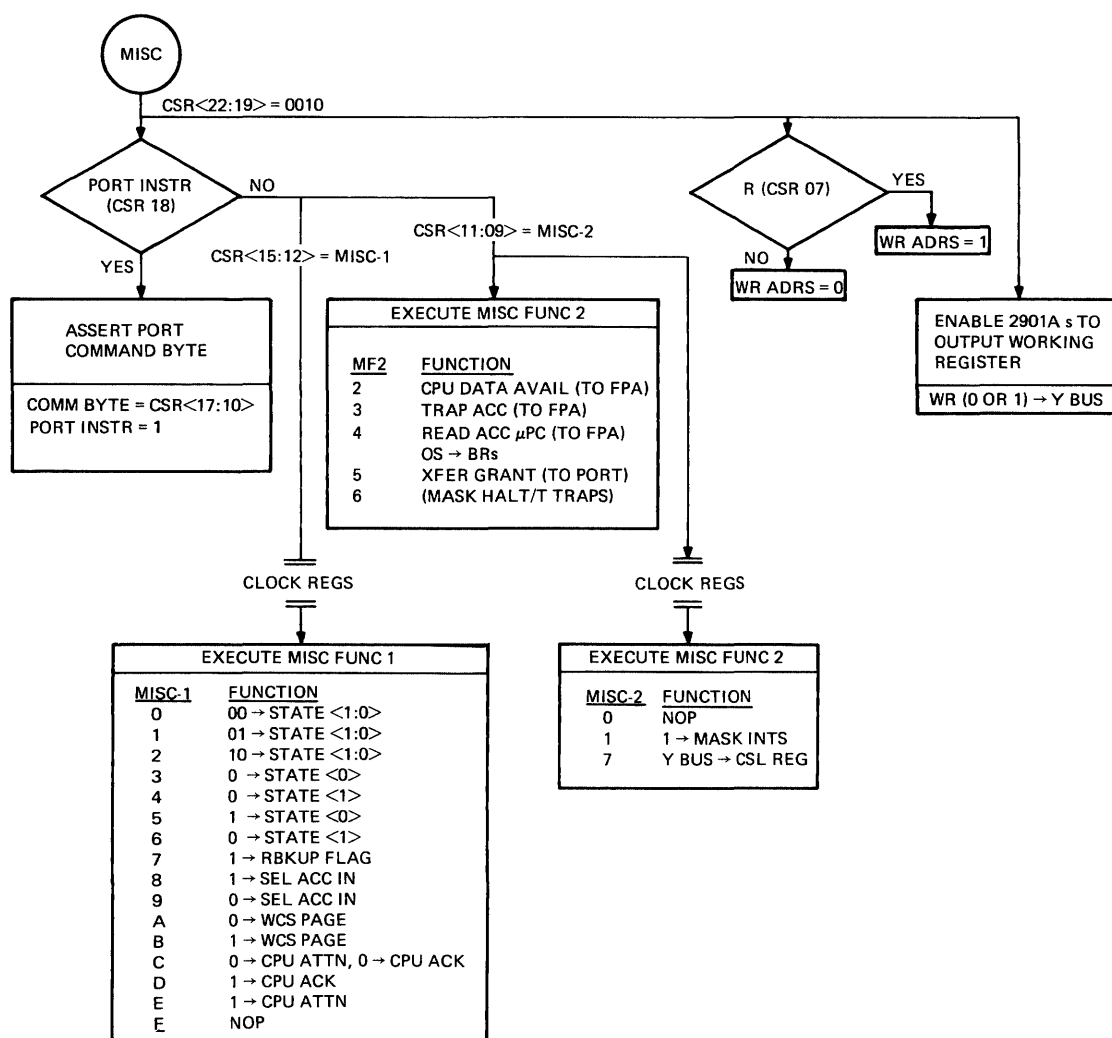 MISC
CSR<22:19> = 0010
PORT INSTR
(CSR 18)
NO
YES
R (CSR 07)
YES
NO
WR ADRS = 1
WR ADRS = 0
CSR<11:09> = MISC-2
CSR<15:12> = MISC-1
ASSERT PORT
COMMAND BYTE
COMM BYTE = CSR<17:10>
PORT INSTR = 1
EXECUTE MISC FUNC 2
MF2 FUNCTION
2 CPU DATA AVAIL (TO FPA)
3 TRAP ACC (TO FPA)
4 READ ACC μPC (TO FPA)
OS → BRs
5 XFER GRANT (TO PORT)
6 (MASK HALT/T TRAPS)
ENABLE 2901A s TO
OUTPUT WORKING
REGISTER
WR (0 OR 1) → Y BUS
CLOCK REGS
CLOCK REGS
EXECUTE MISC FUNC 1
MISC-1 FUNCTION
0 00 → STATE <1:0>
1 01 → STATE <1:0>
2 10 → STATE <1:0>
3 0 → STATE <0>
4 0 → STATE <1>
5 1 → STATE <0>
6 0 → STATE <1>
7 1 → RBKUP FLAG
8 1 → SEL ACC IN
9 0 → SEL ACC IN
A 0 → WCS PAGE
B 1 → WCS PAGE
C 0 → CPU ATTN, 0 → CPU ACK
D 1 → CPU ACK
E 1 → CPU ATTN
F NOP
EXECUTE MISC FUNC 2
MISC-2 FUNCTION
0 NOP
1 1 → MASK INTS
7 Y BUS → CSL REG